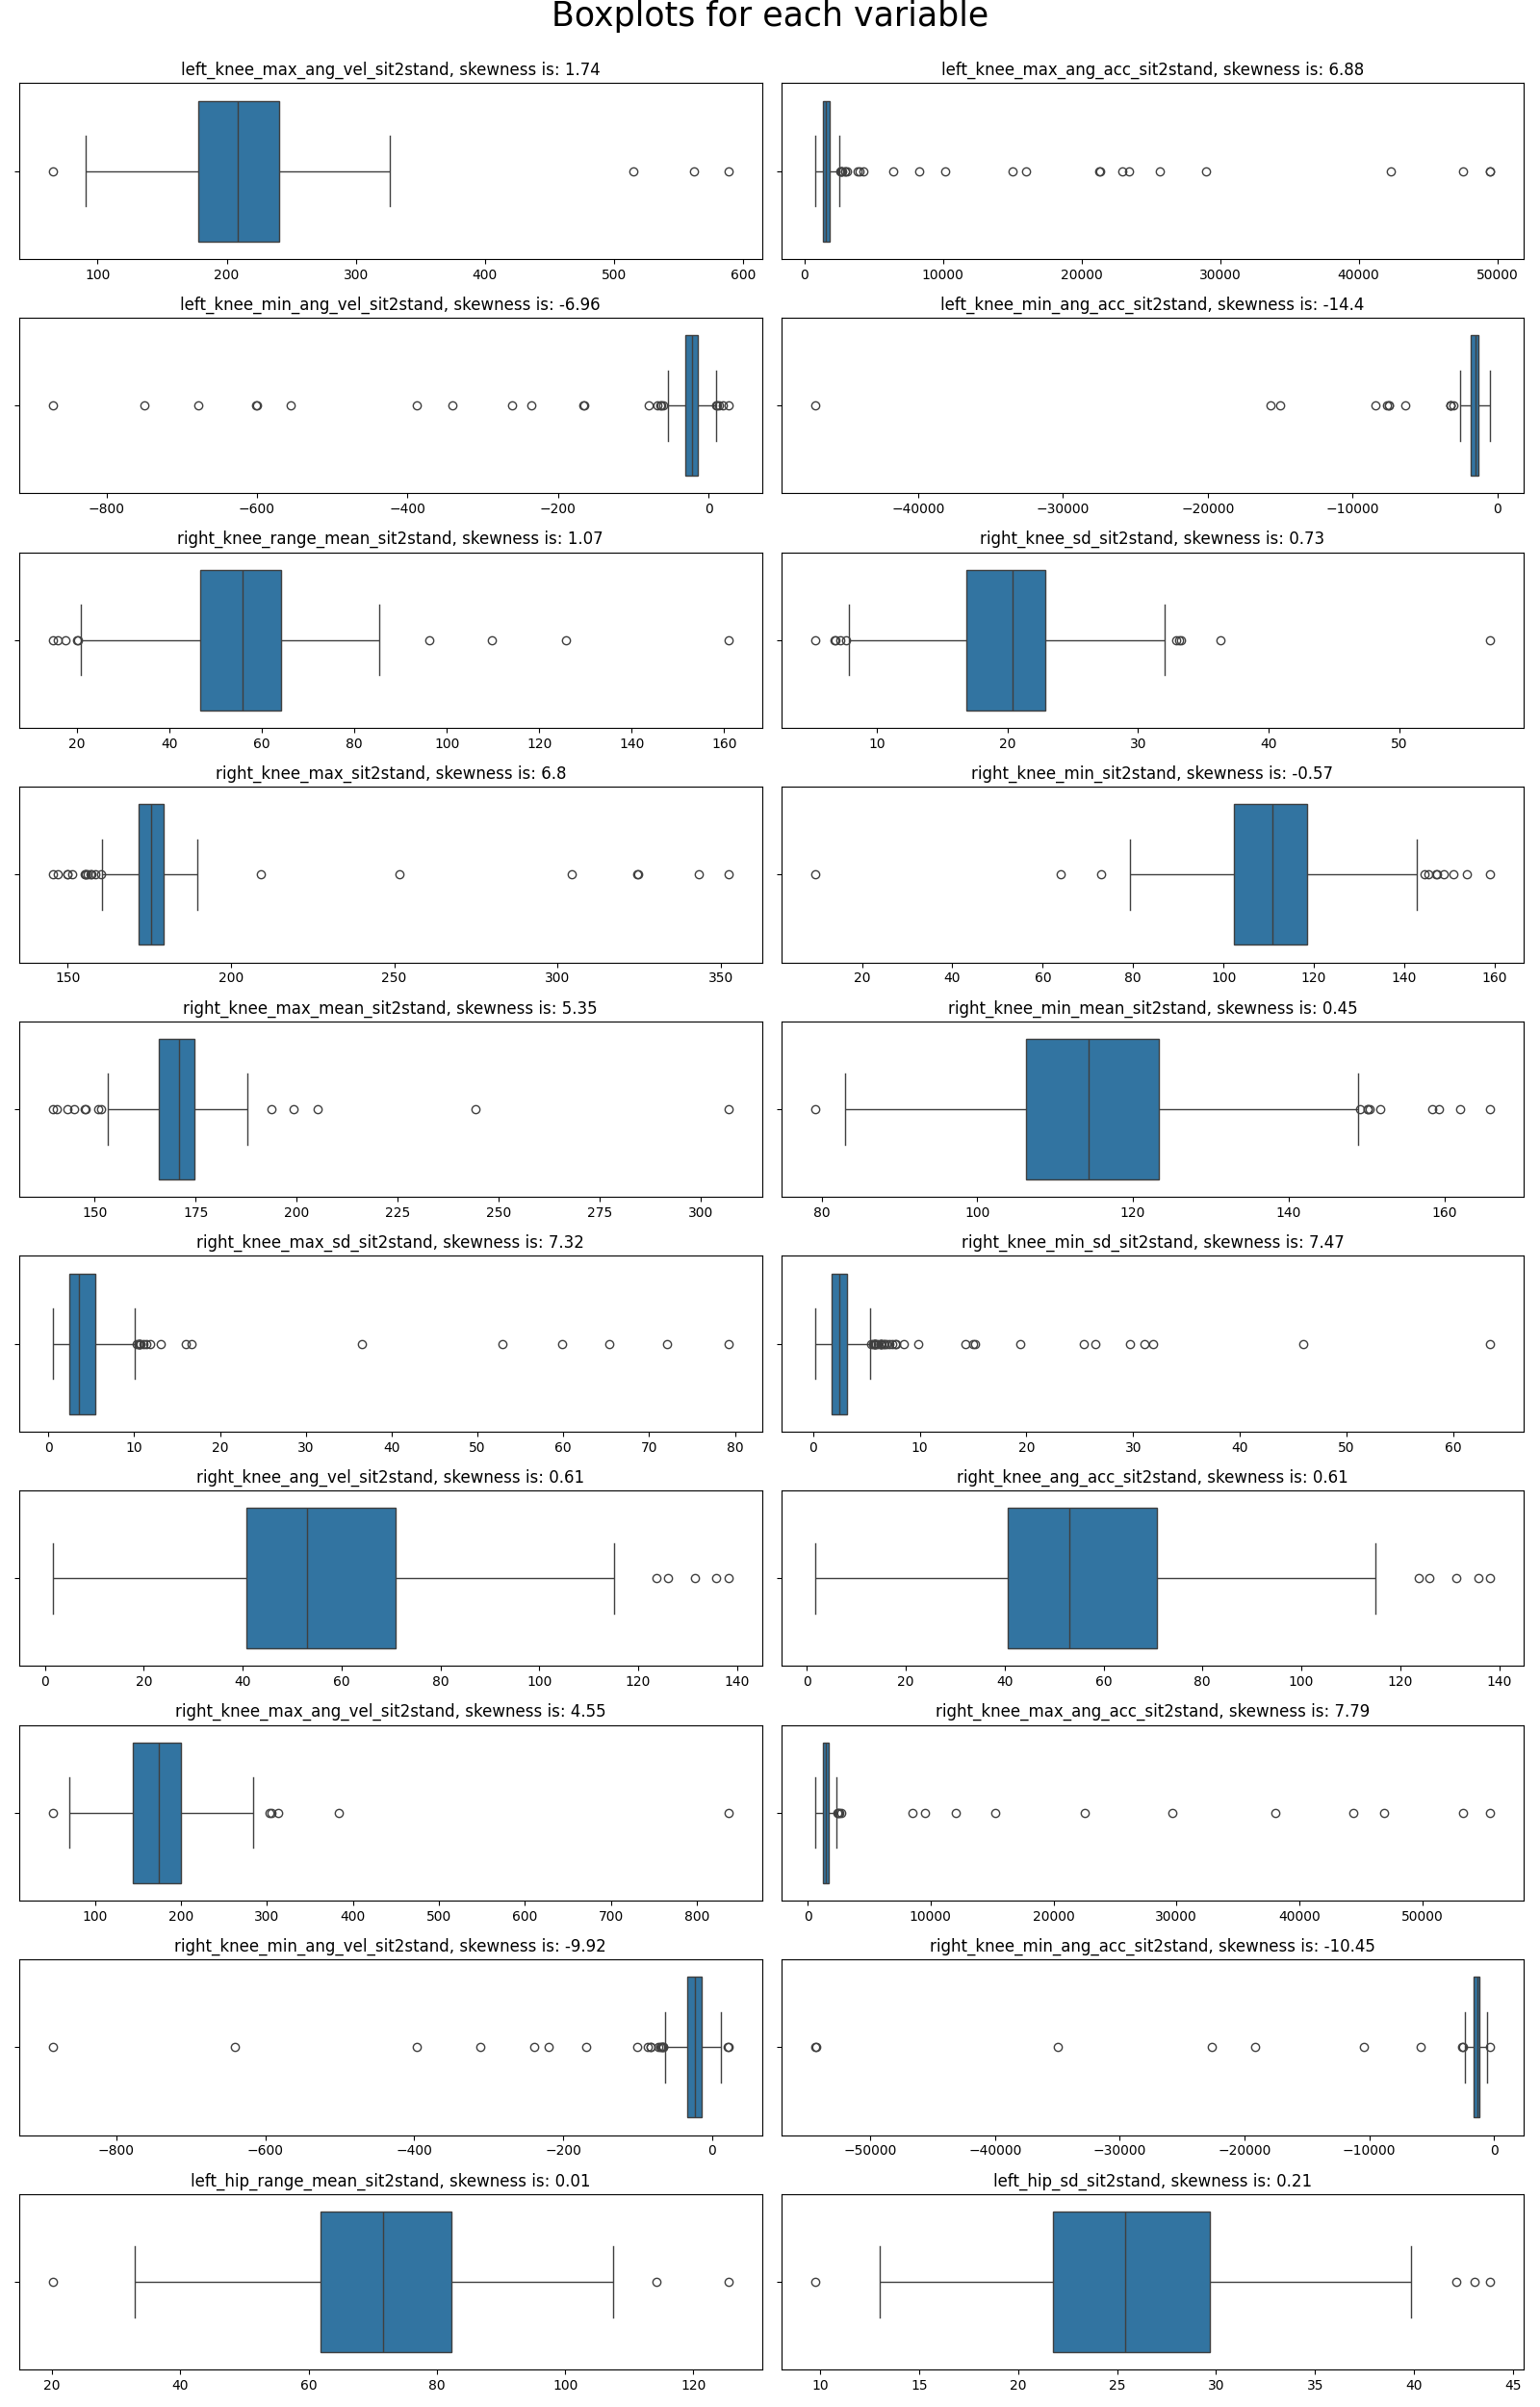 Boxplots for each variable
left_knee_max_ang_vel_sit2stand, skewness is: 1.74
left_knee_max_ang_acc_sit2stand, skewness is: 6.88
100 200 300 400 500 600
0 10000 20000 30000 40000 50000
left_knee_min_ang_vel_sit2stand, skewness is: -6.96
left_knee_min_ang_acc_sit2stand, skewness is: -14.4
−800 −600 −400 −200 0
−40000 −30000 −20000 −10000 0
right_knee_range_mean_sit2stand, skewness is: 1.07
right_knee_sd_sit2stand, skewness is: 0.73
20 40 60 80 100 120 140 160
10 20 30 40 50
right_knee_max_sit2stand, skewness is: 6.8
right_knee_min_sit2stand, skewness is: -0.57
150 200 250 300 350
20 40 60 80 100 120 140 160
right_knee_max_mean_sit2stand, skewness is: 5.35
right_knee_min_mean_sit2stand, skewness is: 0.45
150 175 200 225 250 275 300
80 100 120 140 160
right_knee_max_sd_sit2stand, skewness is: 7.32
right_knee_min_sd_sit2stand, skewness is: 7.47
0 10 20 30 40 50 60 70 80
0 10 20 30 40 50 60
right_knee_ang_vel_sit2stand, skewness is: 0.61
right_knee_ang_acc_sit2stand, skewness is: 0.61
0 20 40 60 80 100 120 140
0 20 40 60 80 100 120 140
right_knee_max_ang_vel_sit2stand, skewness is: 4.55
right_knee_max_ang_acc_sit2stand, skewness is: 7.79
100 200 300 400 500 600 700 800
0 10000 20000 30000 40000 50000
right_knee_min_ang_vel_sit2stand, skewness is: -9.92
right_knee_min_ang_acc_sit2stand, skewness is: -10.45
−800 −600 −400 −200 0
−50000 −40000 −30000 −20000 −10000 0
left_hip_range_mean_sit2stand, skewness is: 0.01
left_hip_sd_sit2stand, skewness is: 0.21
20 40 60 80 100 120
10 15 20 25 30 35 40 45